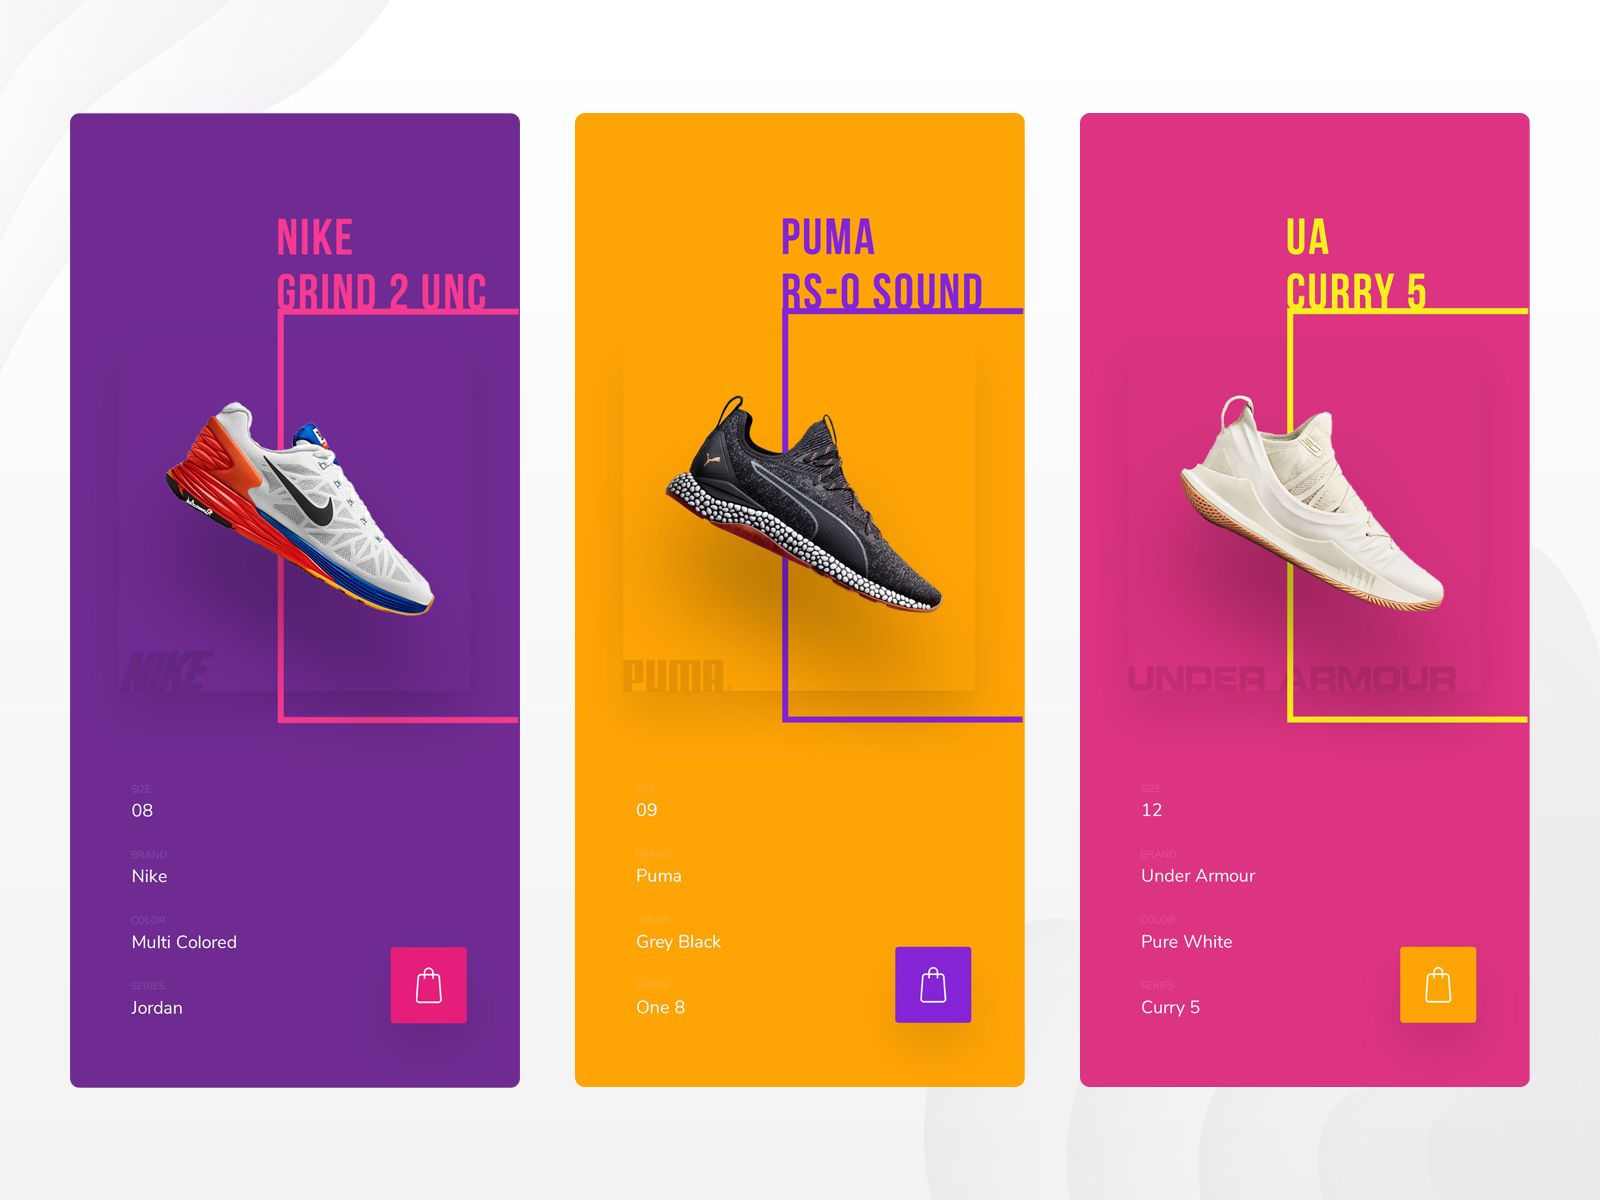 NIKE
GRIND 2 UNC
NIKE
SIZE
08
BRAND
Nike
COLOR
Multi Colored
SERIES
Jordan
PUMA
RS-0 SOUND
PUMA
SIZE
09
BRAND
Puma
COLOR
Grey Black
SERIES
One 8
UA
CURRY 5
UNDER ARMOUR
SIZE
12
BRAND
Under Armour
COLOR
Pure White
SERIES
Curry 5